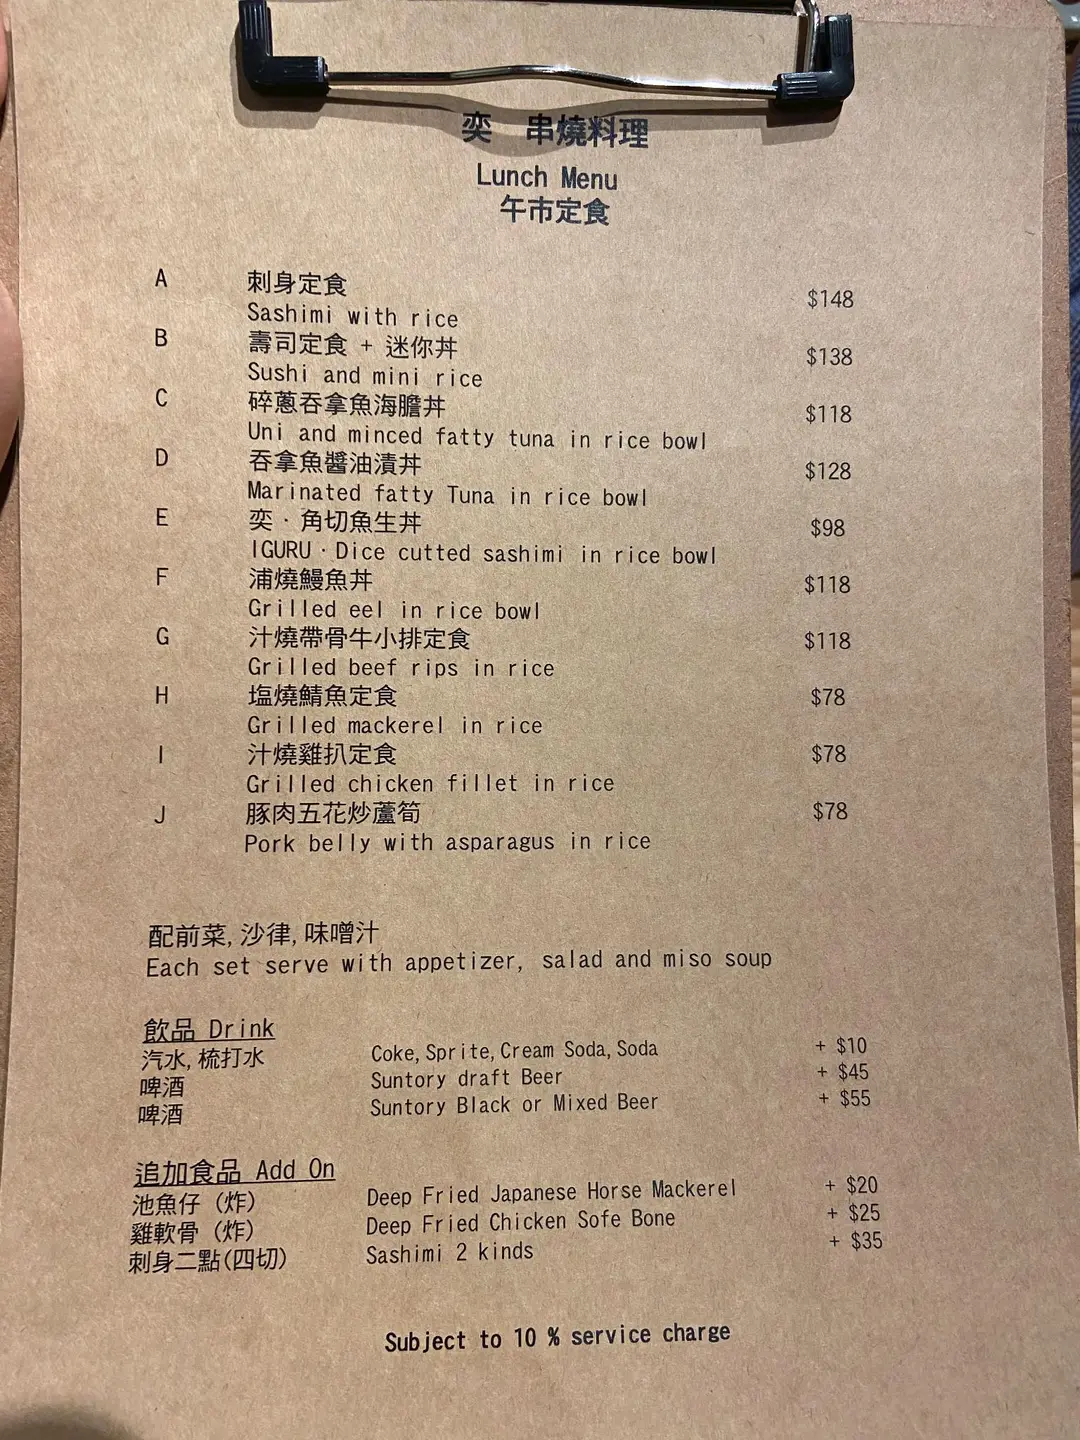 奕 串燒料理
Lunch Menu
午市定食
A 刺身定食 $148
Sashimi with rice
B 壽司定食 + 迷你丼 $138
Sushi and mini rice
C 碎蔥吞拿魚海膽丼 $118
Uni and minced fatty tuna in rice bowl
D 吞拿魚醬油漬丼 $128
Marinated fatty Tuna in rice bowl
E 奕・角切魚生丼 $98
IGURU・Dice cutted sashimi in rice bowl
F 浦燒鰻魚丼 $118
Grilled eel in rice bowl
G 汁燒帶骨牛小排定食 $118
Grilled beef rips in rice
H 塩燒鯖魚定食 $78
Grilled mackerel in rice
I 汁燒雞扒定食 $78
Grilled chicken fillet in rice
J 豚肉五花炒蘆筍 $78
Pork belly with asparagus in rice
配前菜, 沙律, 味噌汁
Each set serve with appetizer, salad and miso soup
飲品 Drink
汽水, 梳打水 Coke, Sprite, Cream Soda, Soda + $10
啤酒 Suntory draft Beer + $45
啤酒 Suntory Black or Mixed Beer + $55
追加食品 Add On
池魚仔 (炸) Deep Fried Japanese Horse Mackerel + $20
雞軟骨 (炸) Deep Fried Chicken Sofe Bone + $25
刺身二點(四切) Sashimi 2 kinds + $35
Subject to 10 % service charge